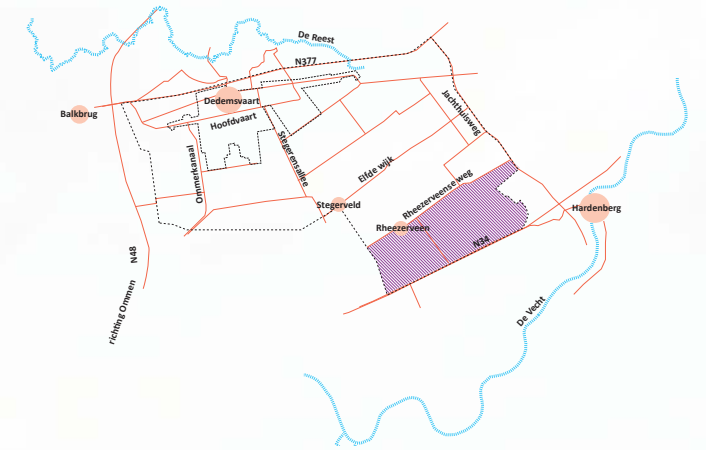 De Reest
N377
Dedemsvaart
Balkbrug
Hoofdvaart
Jachthuisweg
Ommerkanaal
Stegerensallee
Elfde wijk
Stegerveld
Rheezerveense weg
Rheezerveen
Hardenberg
N34
N48
De Vecht
richting Ommen